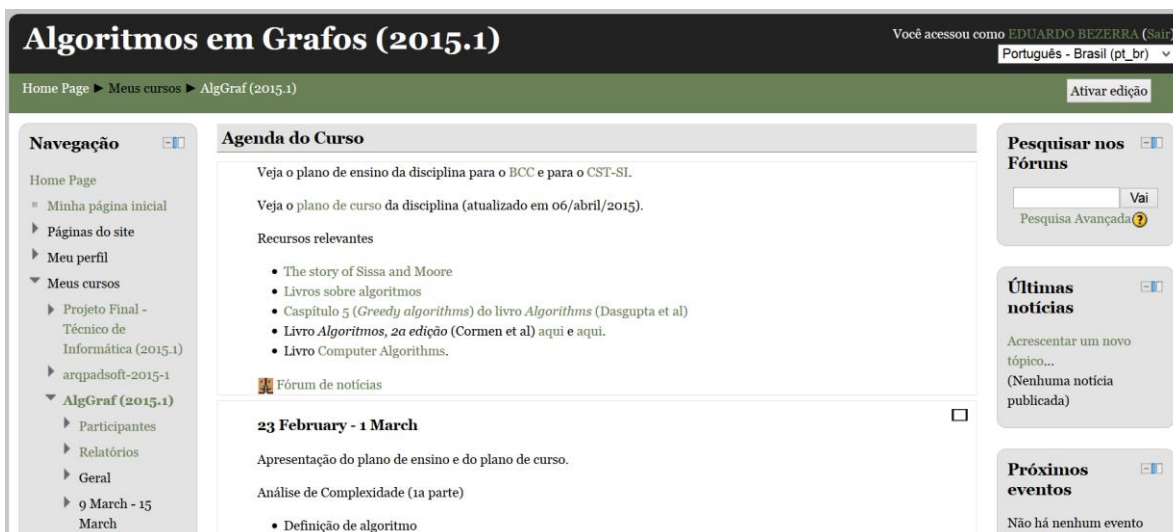 Algoritmos em Grafos (2015.1)
Você acessou como EDUARDO BEZERRA (Sair)
Português - Brasil (pt_br)
Home Page ► Meus cursos ► AlgGraf (2015.1)
Ativar edição
Navegação
Home Page
Minha página inicial
Páginas do site
Meu perfil
Meus cursos
Projeto Final -
Técnico de
Informática (2015.1)
arqpadsoft-2015-1
AlgGraf (2015.1)
Participantes
Relatórios
Geral
9 March - 15
March
Agenda do Curso
Veja o plano de ensino da disciplina para o BCC e para o CST-SI.
Veja o plano de curso da disciplina (atualizado em 06/abril/2015).
Recursos relevantes
• The story of Sissa and Moore
• Livros sobre algoritmos
• Caspítulo 5 (Greedy algorithms) do livro Algorithms (Dasgupta et al)
• Livro Algoritmos, 2a edição (Cormen et al) aqui e aqui.
• Livro Computer Algorithms.
Fórum de notícias
23 February - 1 March
Apresentação do plano de ensino e do plano de curso.
Análise de Complexidade (1a parte)
• Definição de algoritmo
Pesquisar nos
Fóruns
Vai
Pesquisa Avançada
Últimas
notícias
Acrescentar um novo
tópico...
(Nenhuma notícia
publicada)
Próximos
eventos
Não há nenhum evento